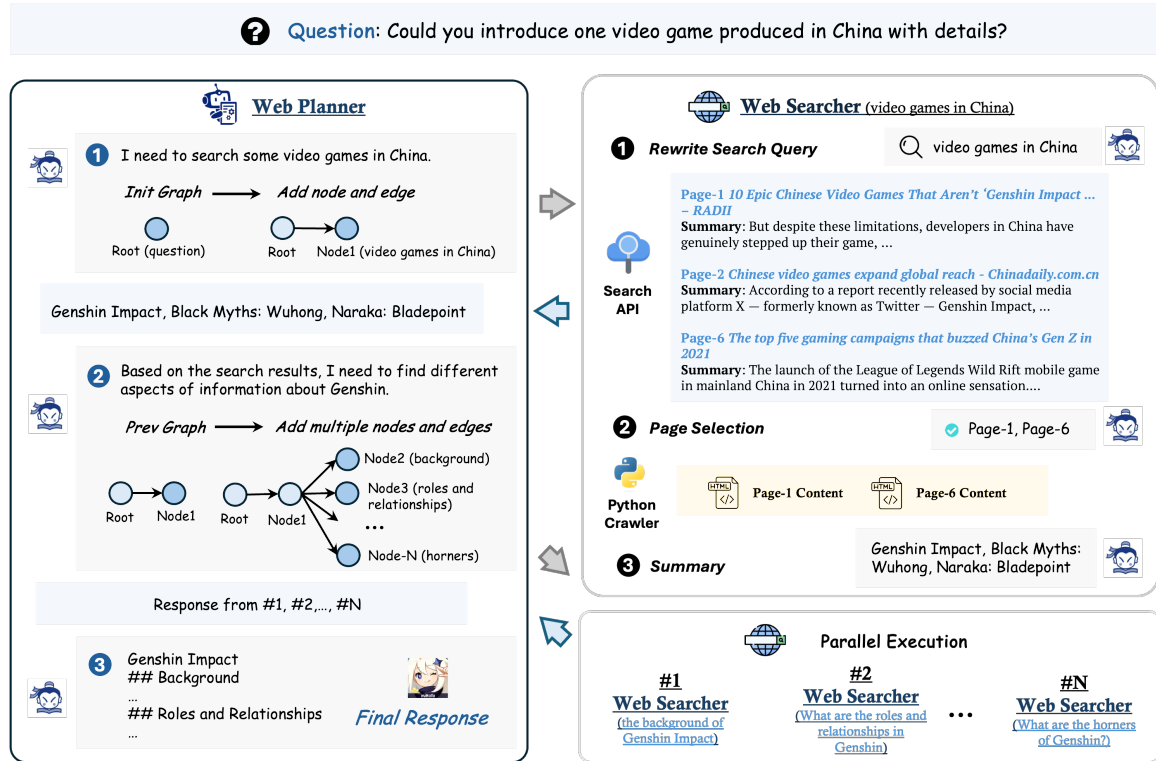 ? Question: Could you introduce one video game produced in China with details?
Web Planner
1 I need to search some video games in China.
Init Graph Add node and edge
Root (question) Root Node1 (video games in China)
Genshin Impact, Black Myths: Wuhong, Naraka: Bladepoint
2 Based on the search results, I need to find different
aspects of information about Genshin.
Prev Graph Add multiple nodes and edges
Node2 (background)
Node3 (roles and
relationships)
...
Root Node1 Root Node1
Node-N (horners)
Response from #1, #2,..., #N
3 Genshin Impact
## Background
...
## Roles and Relationships
...
Final Response
Web Searcher (video games in China)
1 Rewrite Search Query
video games in China
Search
API
Page-1 10 Epic Chinese Video Games That Aren't ‘Genshin Impact ...
– RADII
Summary: But despite these limitations, developers in China have
genuinely stepped up their game, ...
Page-2 Chinese video games expand global reach - Chinadaily.com.cn
Summary: According to a report recently released by social media
platform X — formerly known as Twitter — Genshin Impact, ...
Page-6 The top five gaming campaigns that buzzed China's Gen Z in
2021
Summary: The launch of the League of Legends Wild Rift mobile game
in mainland China in 2021 turned into an online sensation....
2 Page Selection
Page-1, Page-6
Python
Crawler
HTML </> Page-1 Content HTML </> Page-6 Content
3 Summary
Genshin Impact, Black Myths:
Wuhong, Naraka: Bladepoint
Parallel Execution
#1
Web Searcher
(the background of
Genshin Impact)
#2
Web Searcher
(What are the roles and
relationships in
Genshin)
...
#N
Web Searcher
(What are the horners
of Genshin?)